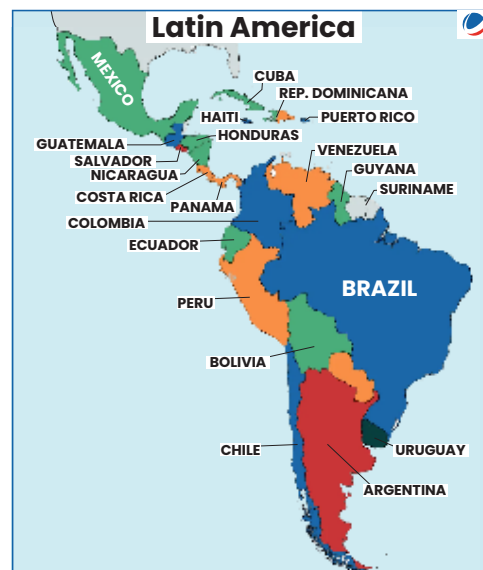 Latin America
MEXICO
CUBA
REP. DOMINICANA
HAITI
PUERTO RICO
GUATEMALA
HONDURAS
SALVADOR
VENEZUELA
NICARAGUA
GUYANA
COSTA RICA
SURINAME
PANAMA
COLOMBIA
ECUADOR
BRAZIL
PERU
BOLIVIA
CHILE
URUGUAY
ARGENTINA